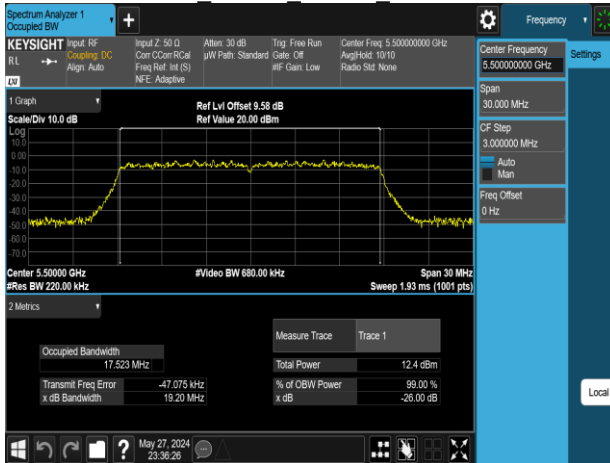 Spectrum Analyzer 1
Occupied BW
+
Frequency
KEYSIGHT Input: RF
RL
Coupling: DC
Align: Auto
LXI
Input Z: 50 Ω
Corr CCorr RCal
Freq Ref: Int (S)
NFE: Adaptive
Atten: 30 dB
µW Path: Standard
Trig: Free Run
Gate: Off
#IF Gain: Low
Center Freq: 5.500000000 GHz
Avg|Hold: 10/10
Radio Std: None
Center Frequency
5.500000000 GHz
Settings
Span
30.000 MHz
CF Step
3.000000 MHz
Auto
Man
Freq Offset
0 Hz
Local
1 Graph
Scale/Div 10.0 dB
Ref Lvl Offset 9.58 dB
Ref Value 20.00 dBm
Log
10.0
0.00
-10.0
-20.0
-30.0
-40.0
-50.0
-60.0
-70.0
Center 5.50000 GHz
#Video BW 680.00 kHz
Span 30 MHz
#Res BW 220.00 kHz
Sweep 1.93 ms (1001 pts)
2 Metrics
Measure Trace Trace 1
Occupied Bandwidth
17.523 MHz
Total Power 12.4 dBm
Transmit Freq Error -47.075 kHz
% of OBW Power 99.00 %
x dB Bandwidth 19.20 MHz
x dB -26.00 dB
?
May 27, 2024
23:36:26